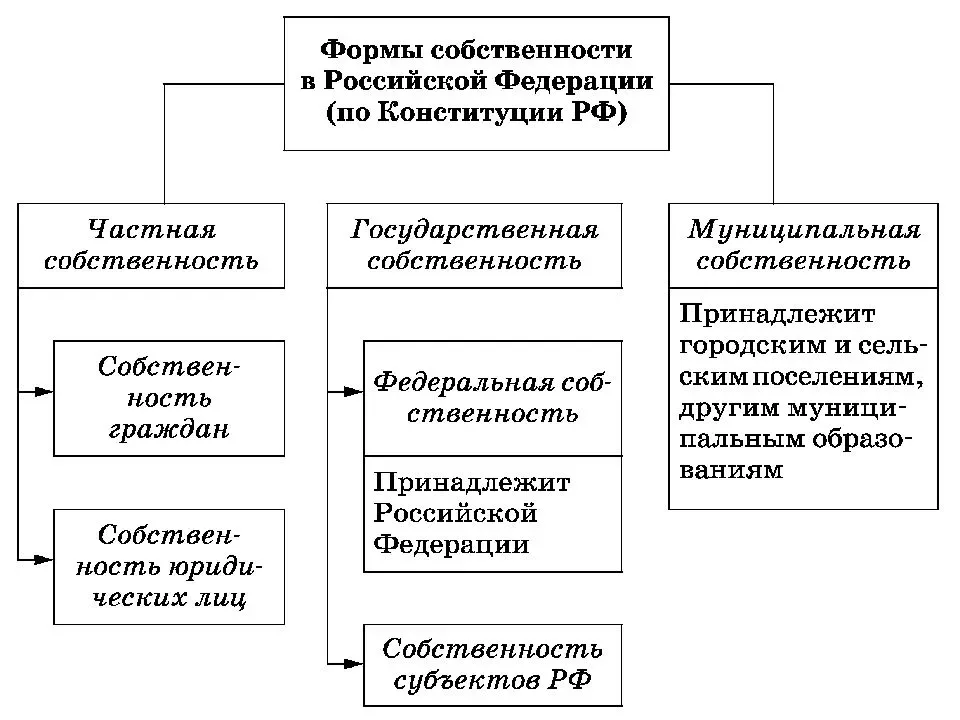 Формы собственности
в Российской Федерации
(по Конституции РФ)
Частная
собственность
Государственная
собственность
Муниципальная
собственность
Собствен-
ность
граждан
Собствен-
ность юриди-
ческих лиц
Федеральная соб-
ственность
Принадлежит
Российской
Федерации
Собственность
субъектов РФ
Принадлежит
городским и сель-
ским поселениям,
другим муници-
пальным образо-
ваниям